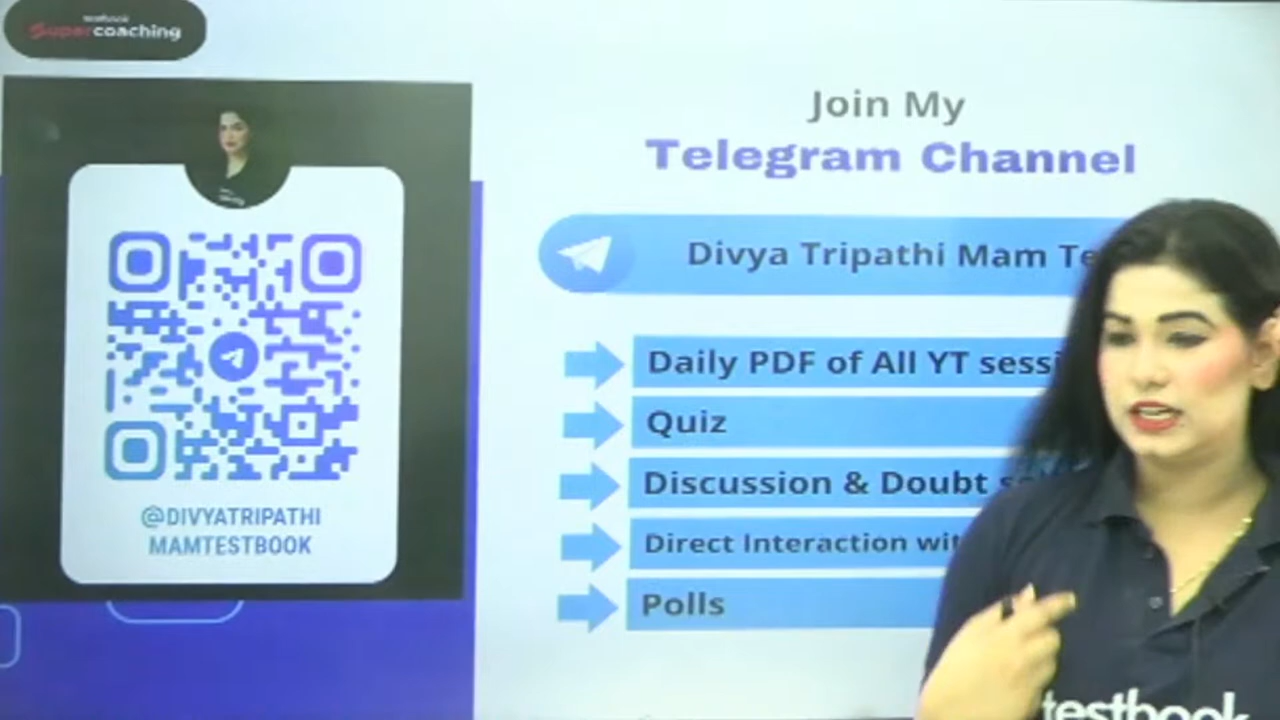 testbook
Supercoaching
Join My
Telegram Channel
Divya Tripathi Mam Te
Daily PDF of All YT sessi
Quiz
Discussion & Doubt
Direct Interaction wit
Polls
@DIVYATRIPATHI
MAMTESTBOOK
testbook